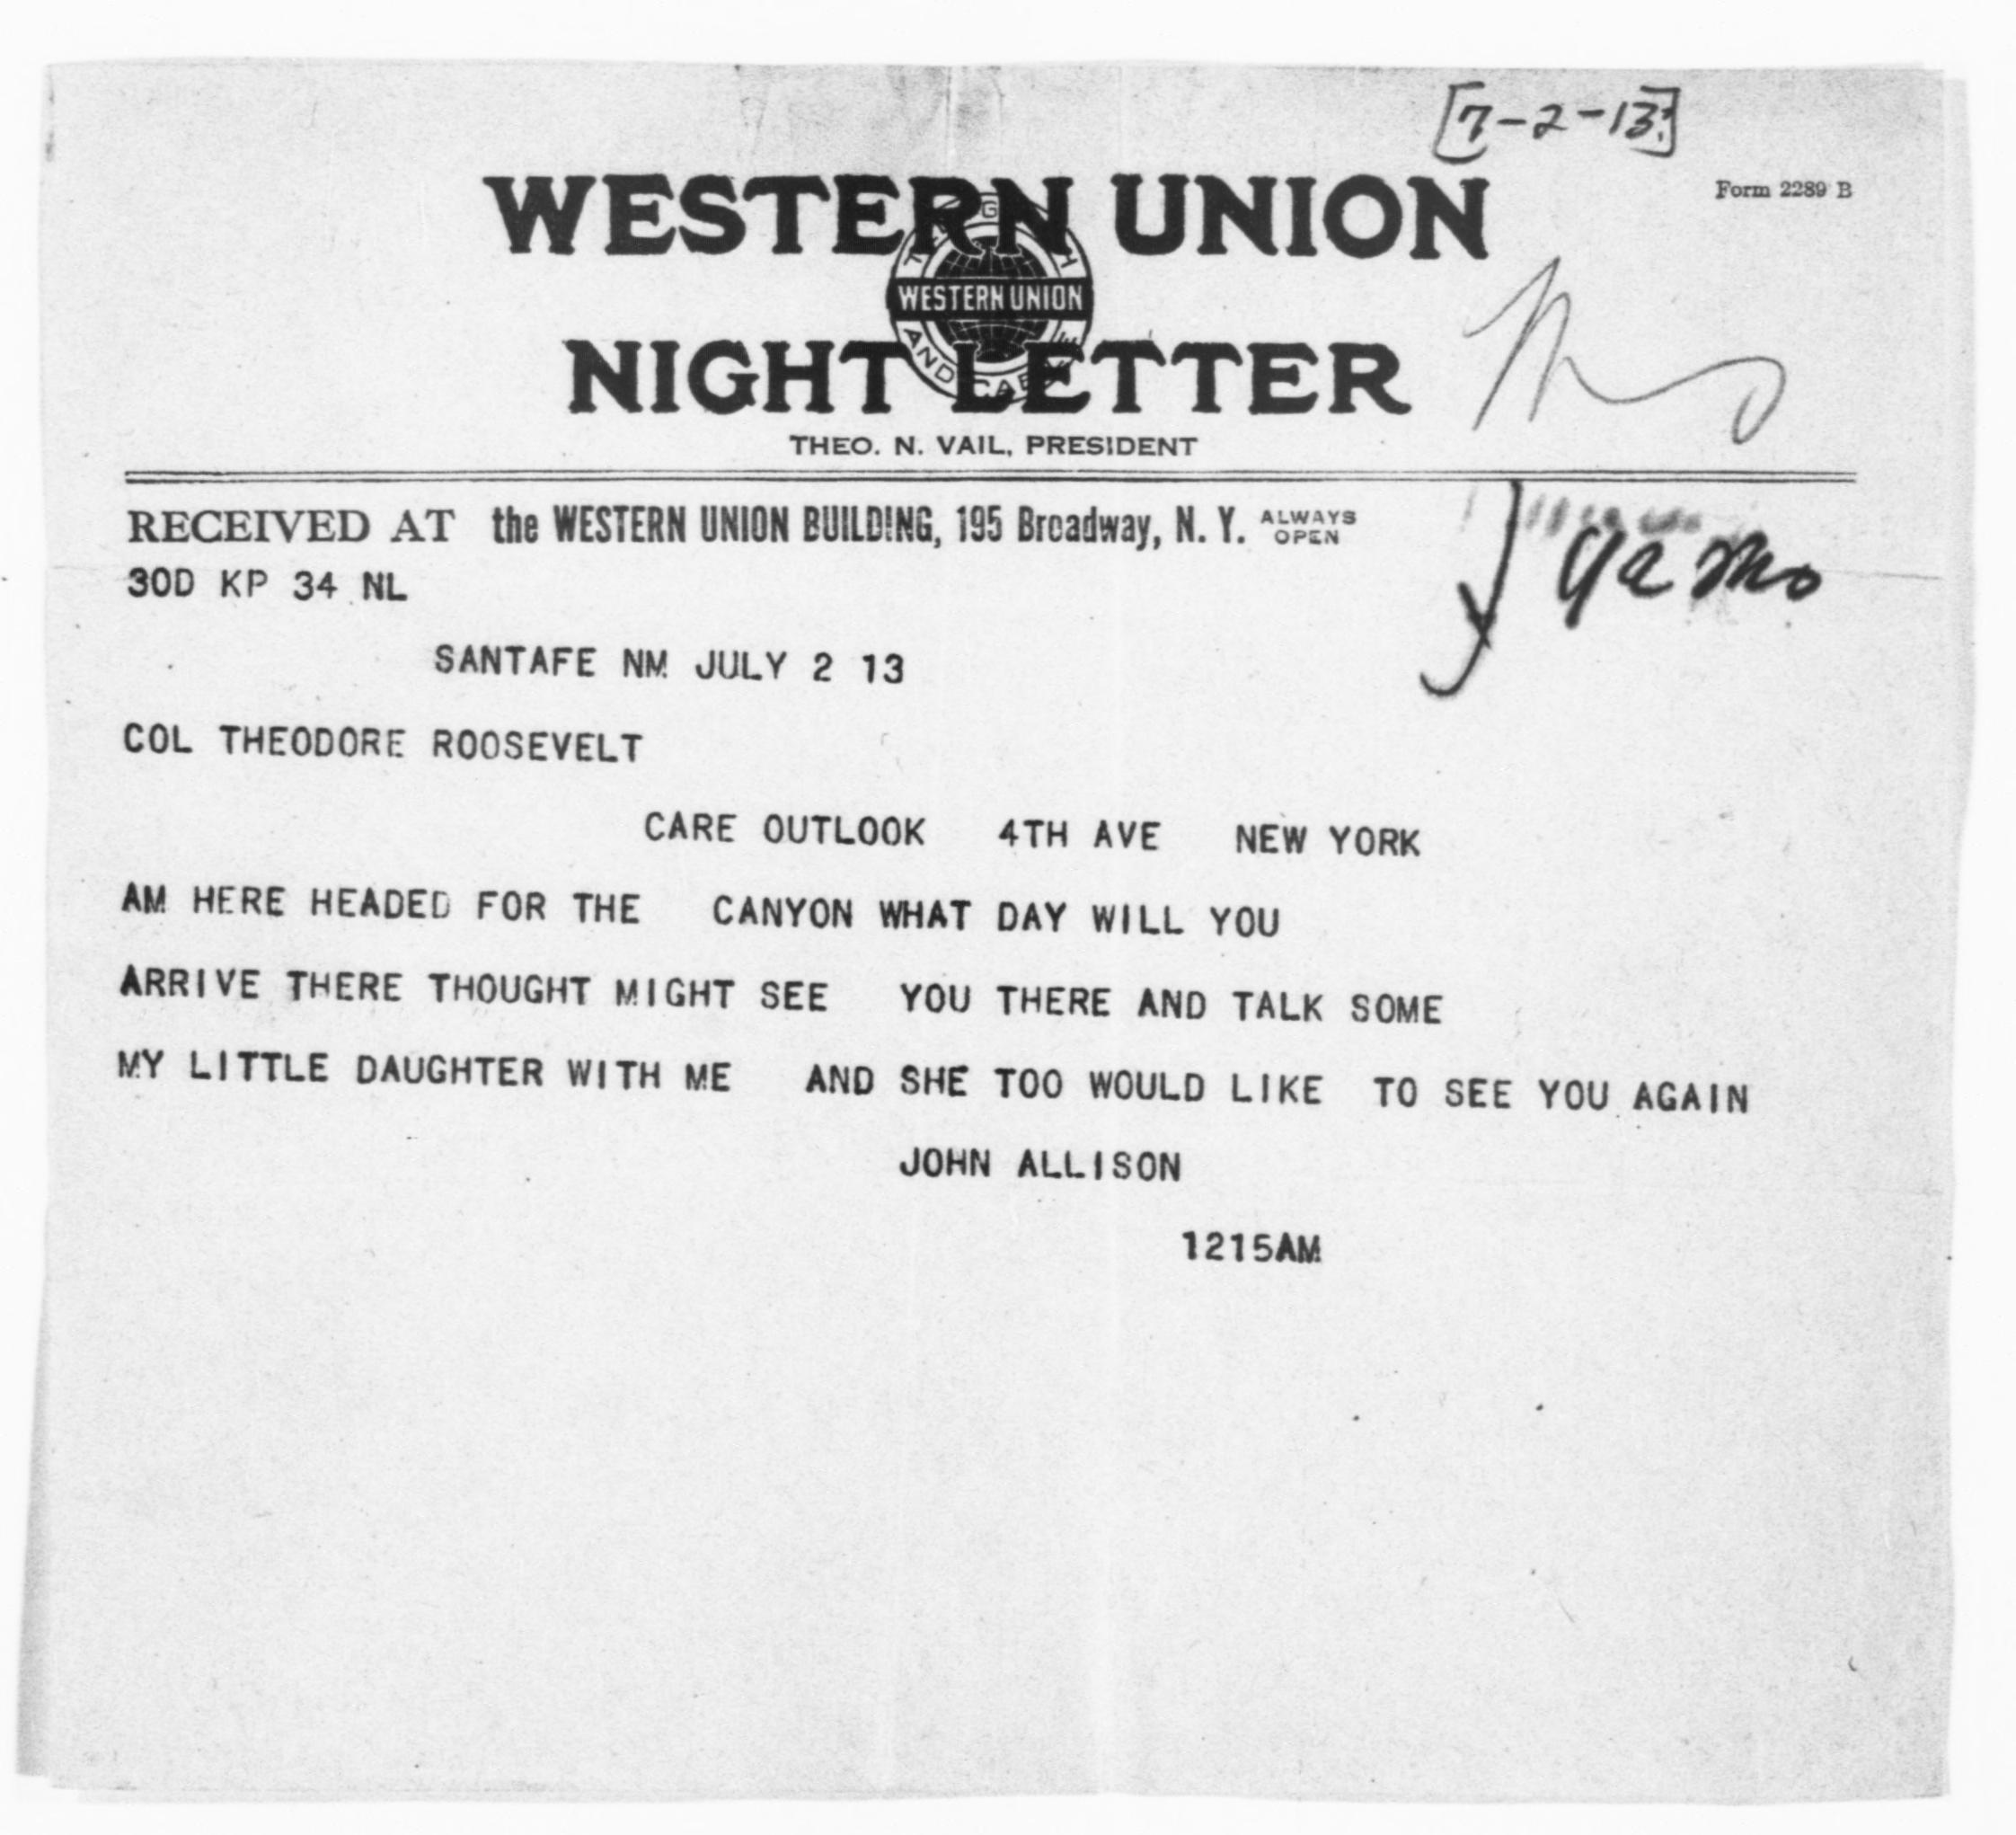 [7-2-13]
Form 2289 B
WESTERN UNION
WESTERN UNION
NIGHT LETTER
THEO. N. VAIL, PRESIDENT
RECEIVED AT the WESTERN UNION BUILDING, 195 Broadway, N. Y. ALWAYS OPEN
30D KP 34 NL
SANTAFE NM JULY 2 13
COL THEODORE ROOSEVELT
CARE OUTLOOK 4TH AVE NEW YORK
AM HERE HEADED FOR THE CANYON WHAT DAY WILL YOU
ARRIVE THERE THOUGHT MIGHT SEE YOU THERE AND TALK SOME
MY LITTLE DAUGHTER WITH ME AND SHE TOO WOULD LIKE TO SEE YOU AGAIN
JOHN ALLISON
1215AM